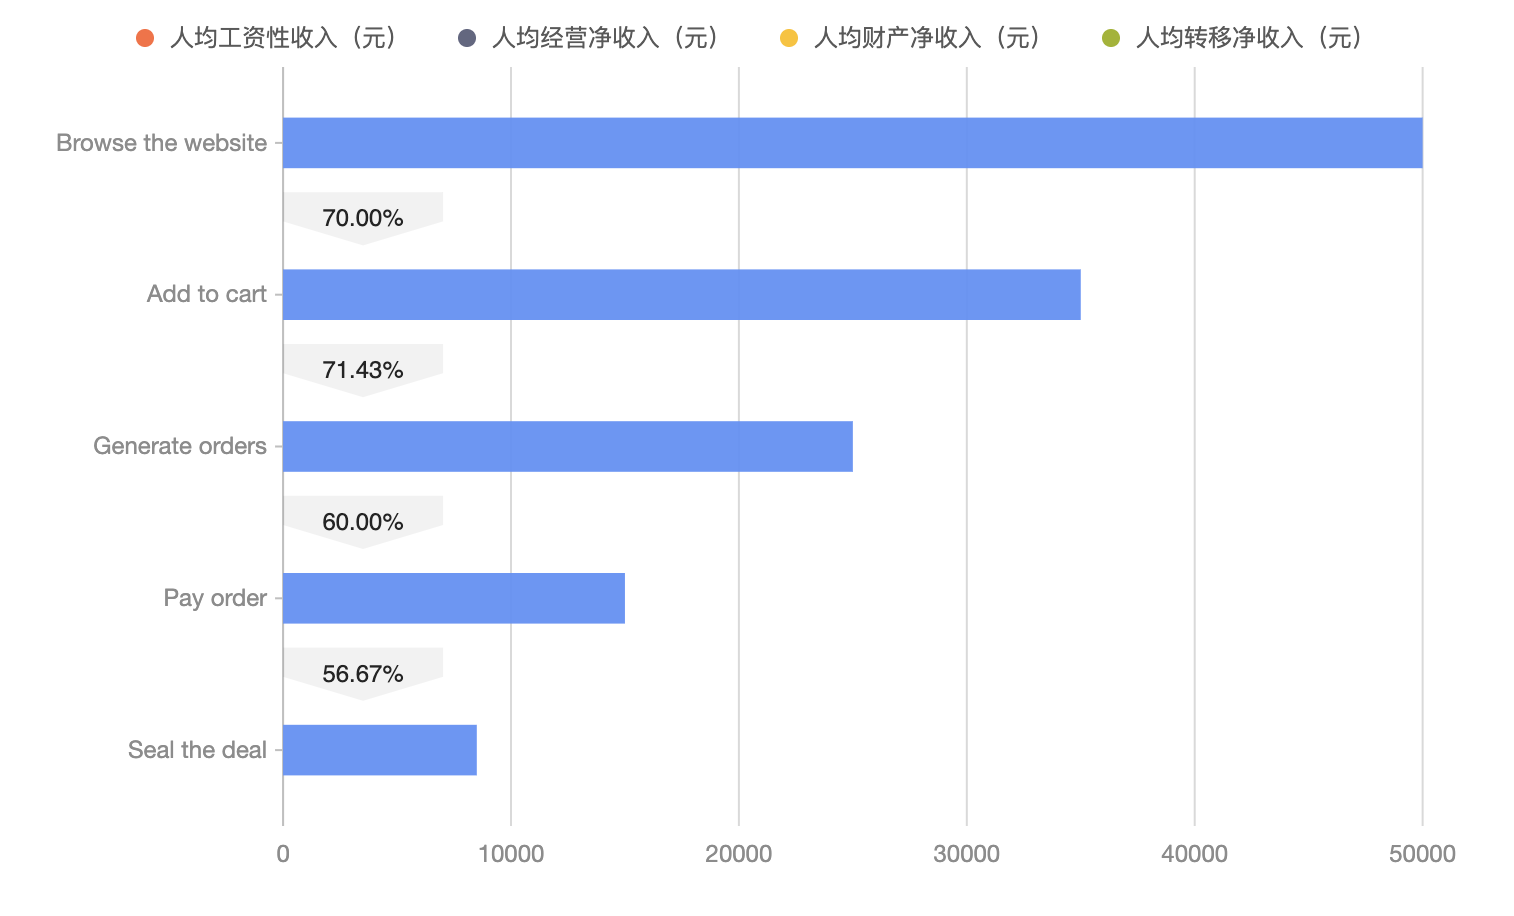 人均工资性收入（元） 人均经营净收入（元） 人均财产净收入（元） 人均转移净收入（元）
Browse the website
70.00%
Add to cart
71.43%
Generate orders
60.00%
Pay order
56.67%
Seal the deal
0 10000 20000 30000 40000 50000